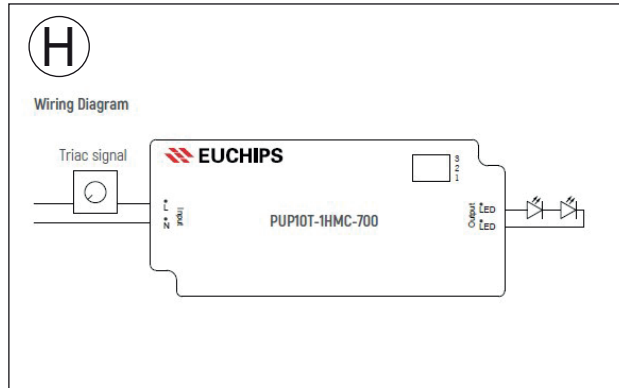 H
Wiring Diagram
Triac signal
EUCHIPS
3
2
1
L
N
Input
PUP10T-1HMC-700
Output
LED
LED